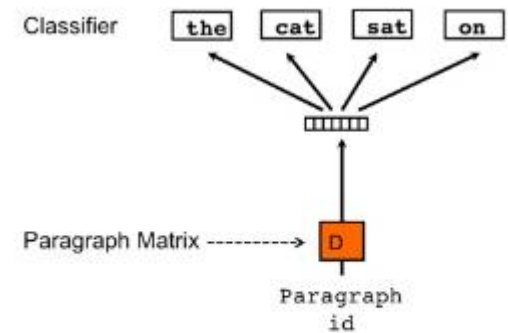 Classifier the cat sat on
Paragraph Matrix D
Paragraph
id